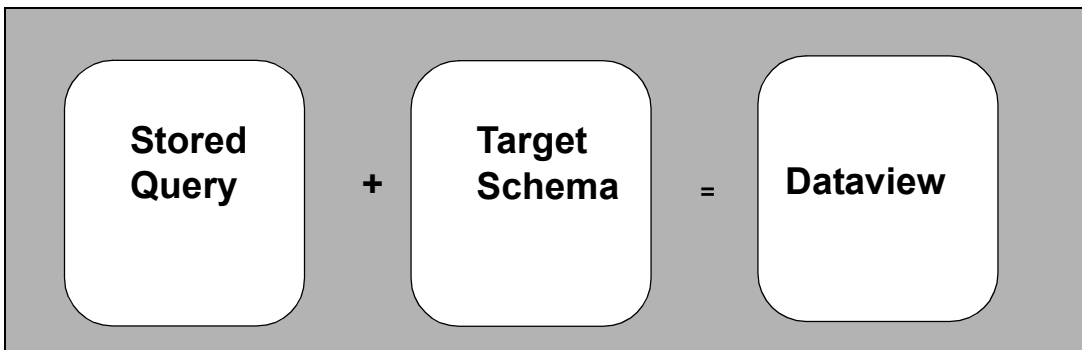 Stored
Query
+
Target
Schema
=
Dataview